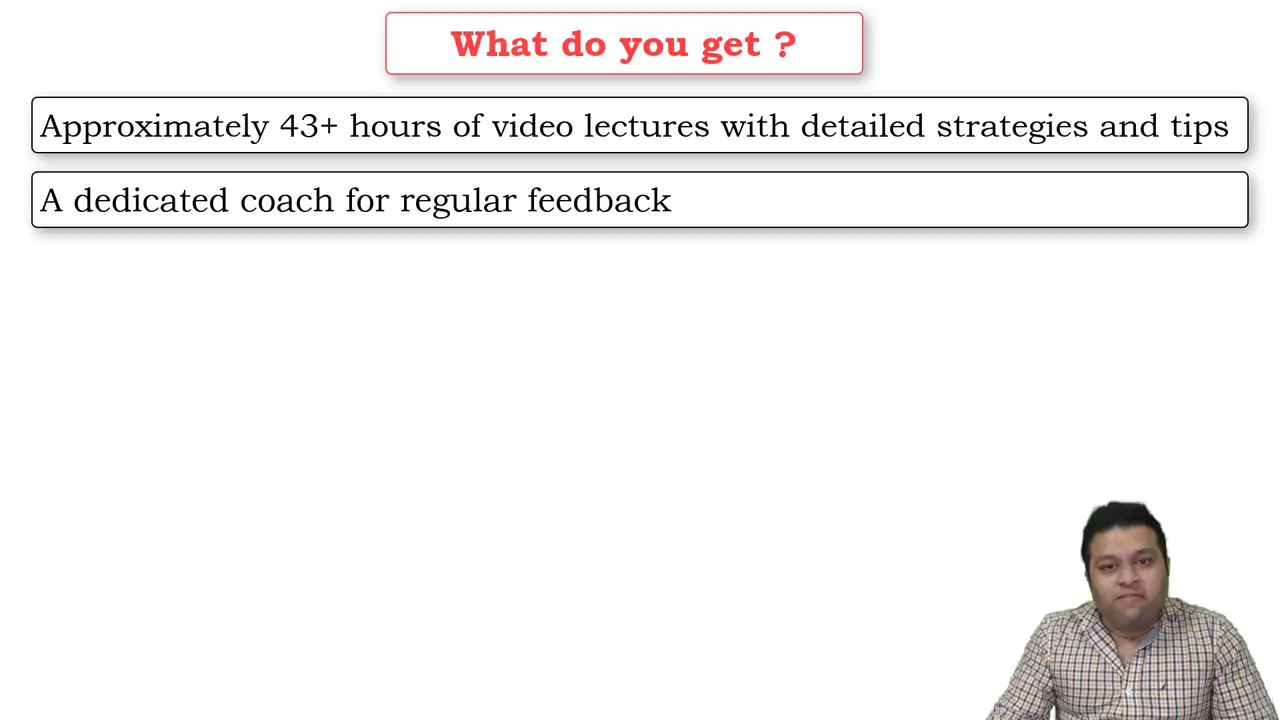 What do you get ?
Approximately 43+ hours of video lectures with detailed strategies and tips
A dedicated coach for regular feedback